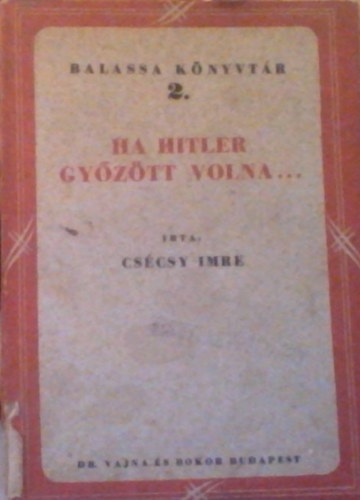 BALASSA KÖNYVTÁR
2.
HA HITLER
GYŐZÖTT VOLNA...
IRTA:
CSÉCSY IMRE
DR. VAJNA ÉS BOKOR BUDAPEST